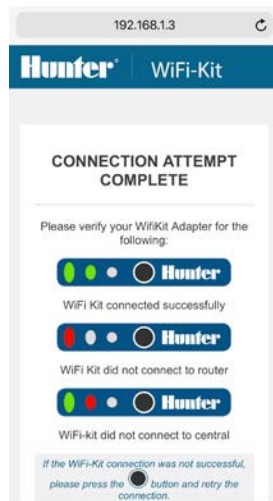 192.168.1.3
Hunter® WiFi-Kit
CONNECTION ATTEMPT
COMPLETE
Please verify your WifiKit Adapter for the
following:
Hunter
WiFi Kit connected successfully
Hunter
WiFi Kit did not connect to router
Hunter
WiFi-kit did not connect to central
If the WiFi-Kit connection was not successful,
please press the button and retry the
connection.